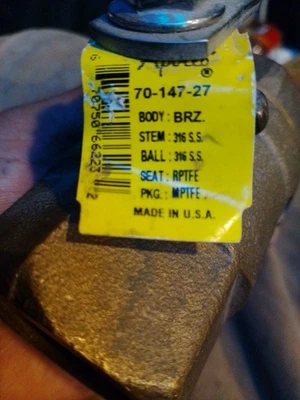 Apollo
®
70-147-27
BODY: BRZ.
STEM: 316 S.S.
BALL: 316 S.S.
SEAT: RPTFE
PKG.: MPTFE
MADE IN U.S.A.